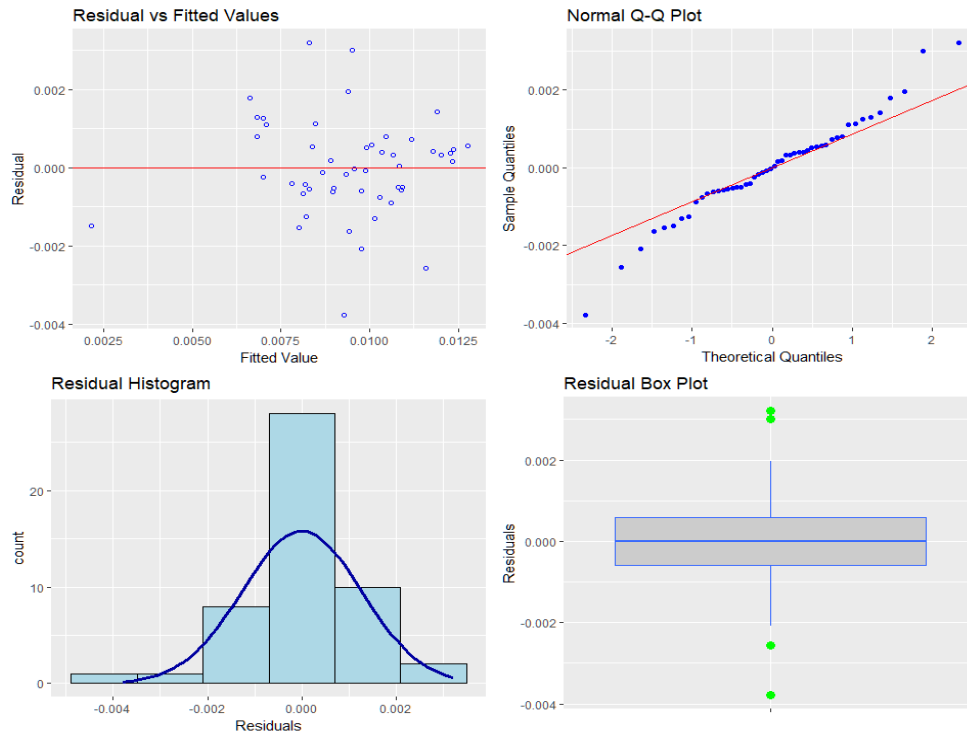 Residual vs Fitted Values
Residual
0.002
0.000
-0.002
-0.004
0.0025
0.0050
0.0075
0.0100
0.0125
Fitted Value
Normal Q-Q Plot
Sample Quantiles
0.002
0.000
-0.002
-0.004
-2
-1
0
1
2
Theoretical Quantiles
Residual Histogram
count
20
10
0
-0.004
-0.002
0.000
0.002
Residuals
Residual Box Plot
Residuals
0.002
0.000
-0.002
-0.004